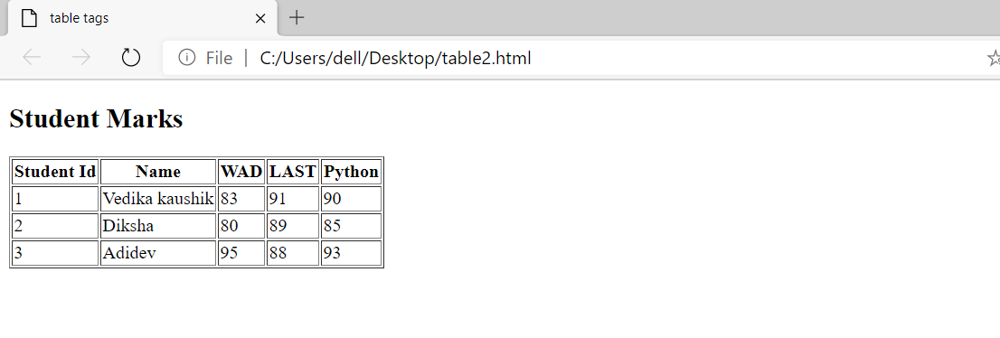 table tags
File | C:/Users/dell/Desktop/table2.html
Student Marks
Student Id Name WAD LAST Python
1 Vedika kaushik 83 91 90
2 Diksha 80 89 85
3 Adidev 95 88 93